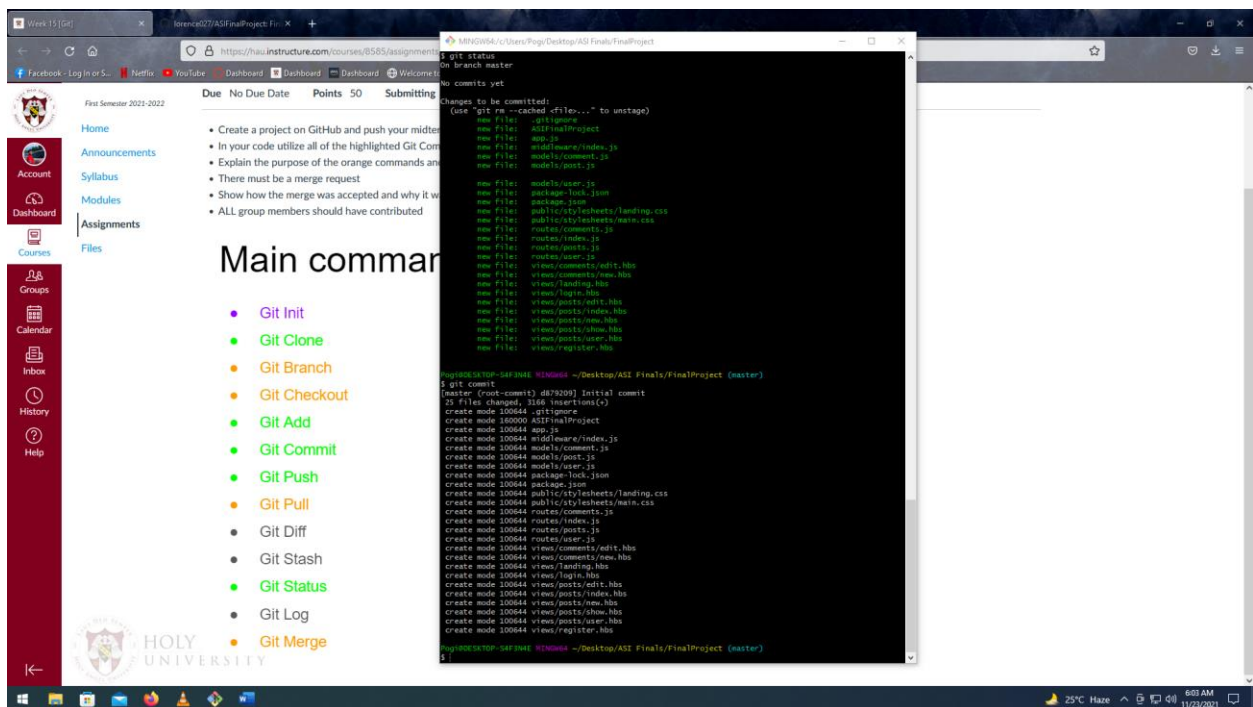 Week 15 [Git]
lorence027/ASIFinalProject: Fin
https://hau.instructure.com/courses/8585/assignments
Facebook - Log In or S...
Netflix
YouTube
Dashboard
Dashboard
Dashboard
Welcome to
First Semester 2021-2022
Home
Announcements
Syllabus
Modules
Assignments
Files
Account
Dashboard
Courses
Groups
Calendar
Inbox
History
Help
Due No Due Date Points 50 Submitting
• Create a project on GitHub and push your midter
• In your code utilize all of the highlighted Git Com
• Explain the purpose of the orange commands an
• There must be a merge request
• Show how the merge was accepted and why it w
• ALL group members should have contributed
Main commar
• Git Init
• Git Clone
• Git Branch
• Git Checkout
• Git Add
• Git Commit
• Git Push
• Git Pull
• Git Diff
• Git Stash
• Git Status
• Git Log
• Git Merge
HOLY
UNIVERSITY
MINGW64:/c/Users/Pogi/Desktop/ASI Finals/FinalProject
$ git status
On branch master
No commits yet
Changes to be committed:
(use "git rm --cached <file>..." to unstage)
new file: .gitignore
new file: ASIFinalProject
new file: app.js
new file: middleware/index.js
new file: models/comment.js
new file: models/post.js
new file: models/user.js
new file: package-lock.json
new file: package.json
new file: public/stylesheets/landing.css
new file: public/stylesheets/main.css
new file: routes/comments.js
new file: routes/index.js
new file: routes/posts.js
new file: routes/user.js
new file: views/comments/edit.hbs
new file: views/comments/new.hbs
new file: views/landing.hbs
new file: views/login.hbs
new file: views/posts/edit.hbs
new file: views/posts/index.hbs
new file: views/posts/new.hbs
new file: views/posts/show.hbs
new file: views/posts/user.hbs
new file: views/register.hbs
Pogi@DESKTOP-S4F3N4E MINGW64 ~/Desktop/ASI Finals/FinalProject (master)
$ git commit
[master (root-commit) d879209] Initial commit
25 files changed, 3166 insertions(+)
create mode 100644 .gitignore
create mode 160000 ASIFinalProject
create mode 100644 app.js
create mode 100644 middleware/index.js
create mode 100644 models/comment.js
create mode 100644 models/post.js
create mode 100644 models/user.js
create mode 100644 package-lock.json
create mode 100644 package.json
create mode 100644 public/stylesheets/landing.css
create mode 100644 public/stylesheets/main.css
create mode 100644 routes/comments.js
create mode 100644 routes/index.js
create mode 100644 routes/posts.js
create mode 100644 routes/user.js
create mode 100644 views/comments/edit.hbs
create mode 100644 views/comments/new.hbs
create mode 100644 views/landing.hbs
create mode 100644 views/login.hbs
create mode 100644 views/posts/edit.hbs
create mode 100644 views/posts/index.hbs
create mode 100644 views/posts/new.hbs
create mode 100644 views/posts/show.hbs
create mode 100644 views/posts/user.hbs
create mode 100644 views/register.hbs
Pogi@DESKTOP-S4F3N4E MINGW64 ~/Desktop/ASI Finals/FinalProject (master)
$
25°C Haze
6:03 AM
11/23/2021